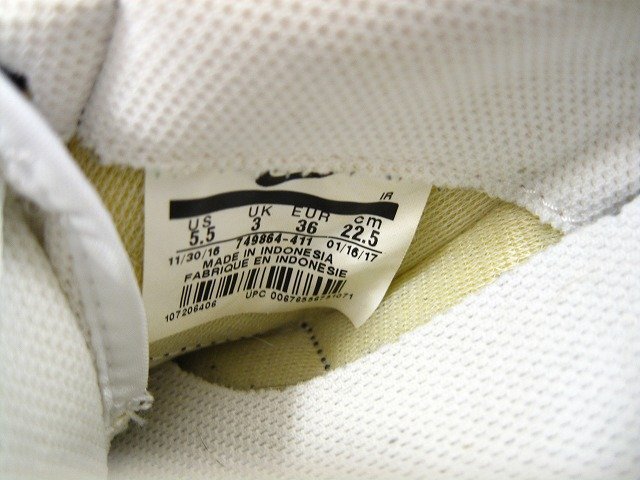 IR
US UK EUR cm
5.5 3 36 22.5
11/30/16 749864-411 01/16/17
MADE IN INDONESIA
FABRIQUE EN INDONESIE
107206406 UPC